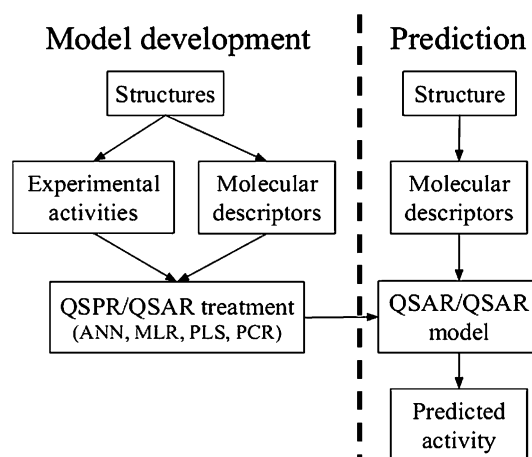 Model development
Structures
Experimental
activities
Molecular
descriptors
QSPR/QSAR treatment
(ANN, MLR, PLS, PCR)
Prediction
Structure
Molecular
descriptors
QSAR/QSAR
model
Predicted
activity